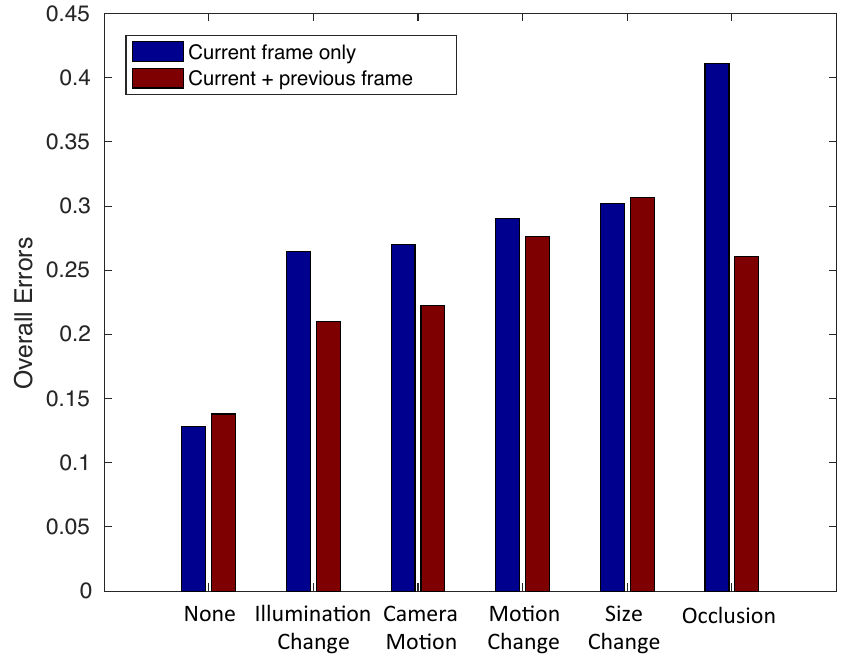 0.45
0.4
0.35
0.3
0.25
0.2
0.15
0.1
0.05
0
Overall Errors
Current frame only
Current + previous frame
None
Illumination
Change
Camera
Motion
Motion
Change
Size
Change
Occlusion